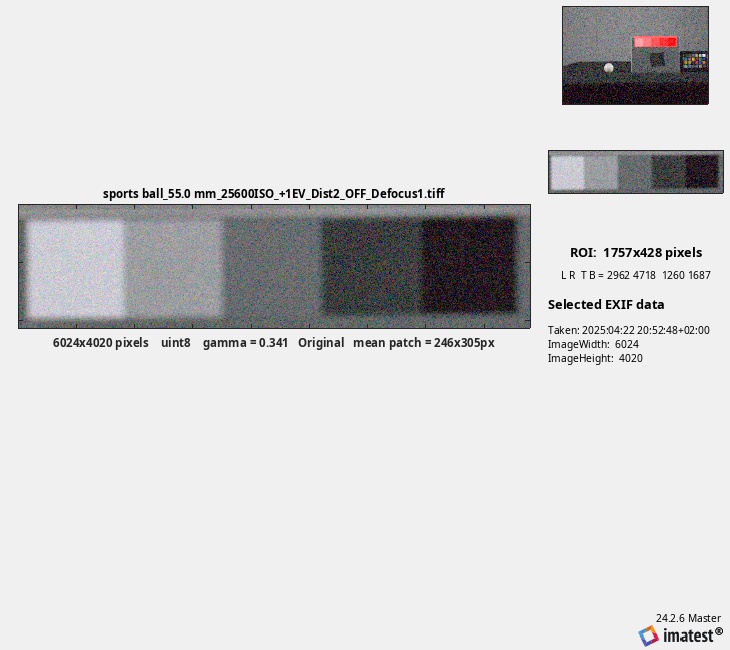 sports ball_55.0 mm_25600ISO_+1EV_Dist2_OFF_Defocus1.tiff
6024x4020 pixels uint8 gamma = 0.341 Original mean patch = 246x305px
ROI: 1757x428 pixels
L R T B = 2962 4718 1260 1687
Selected EXIF data
Taken: 2025:04:22 20:52:48+02:00
ImageWidth: 6024
ImageHeight: 4020
24.2.6 Master
imatest®